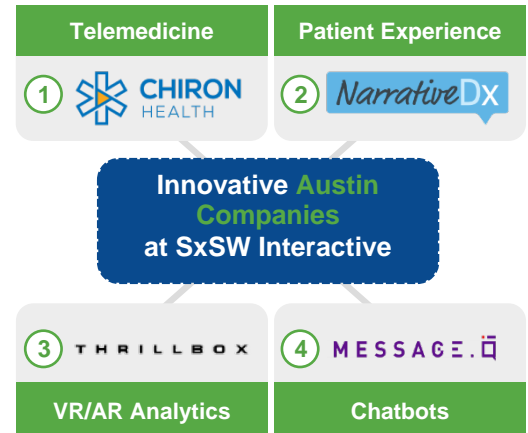 Telemedicine
Patient Experience
1
CHIRON
HEALTH
2
NarrativeDx
Innovative Austin
Companies
at SxSW Interactive
3
THRILLBOX
4
MESSAGE.Q̈
VR/AR Analytics
Chatbots